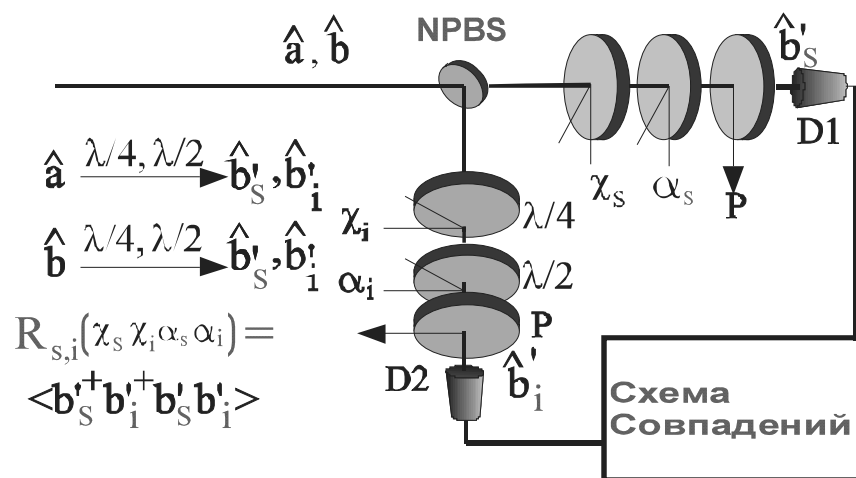 NPBS
â, b̂
b̂'s
D1
χs αs P
â λ/4, λ/2 b̂'s, b̂'i
b̂ λ/4, λ/2 b̂'s, b̂'i
χi λ/4
αi λ/2
P
Rs,i(χs χi αs αi) =
<b's⁺b'i⁺b's b'i>
D2 b̂'i
Схема
Совпадений